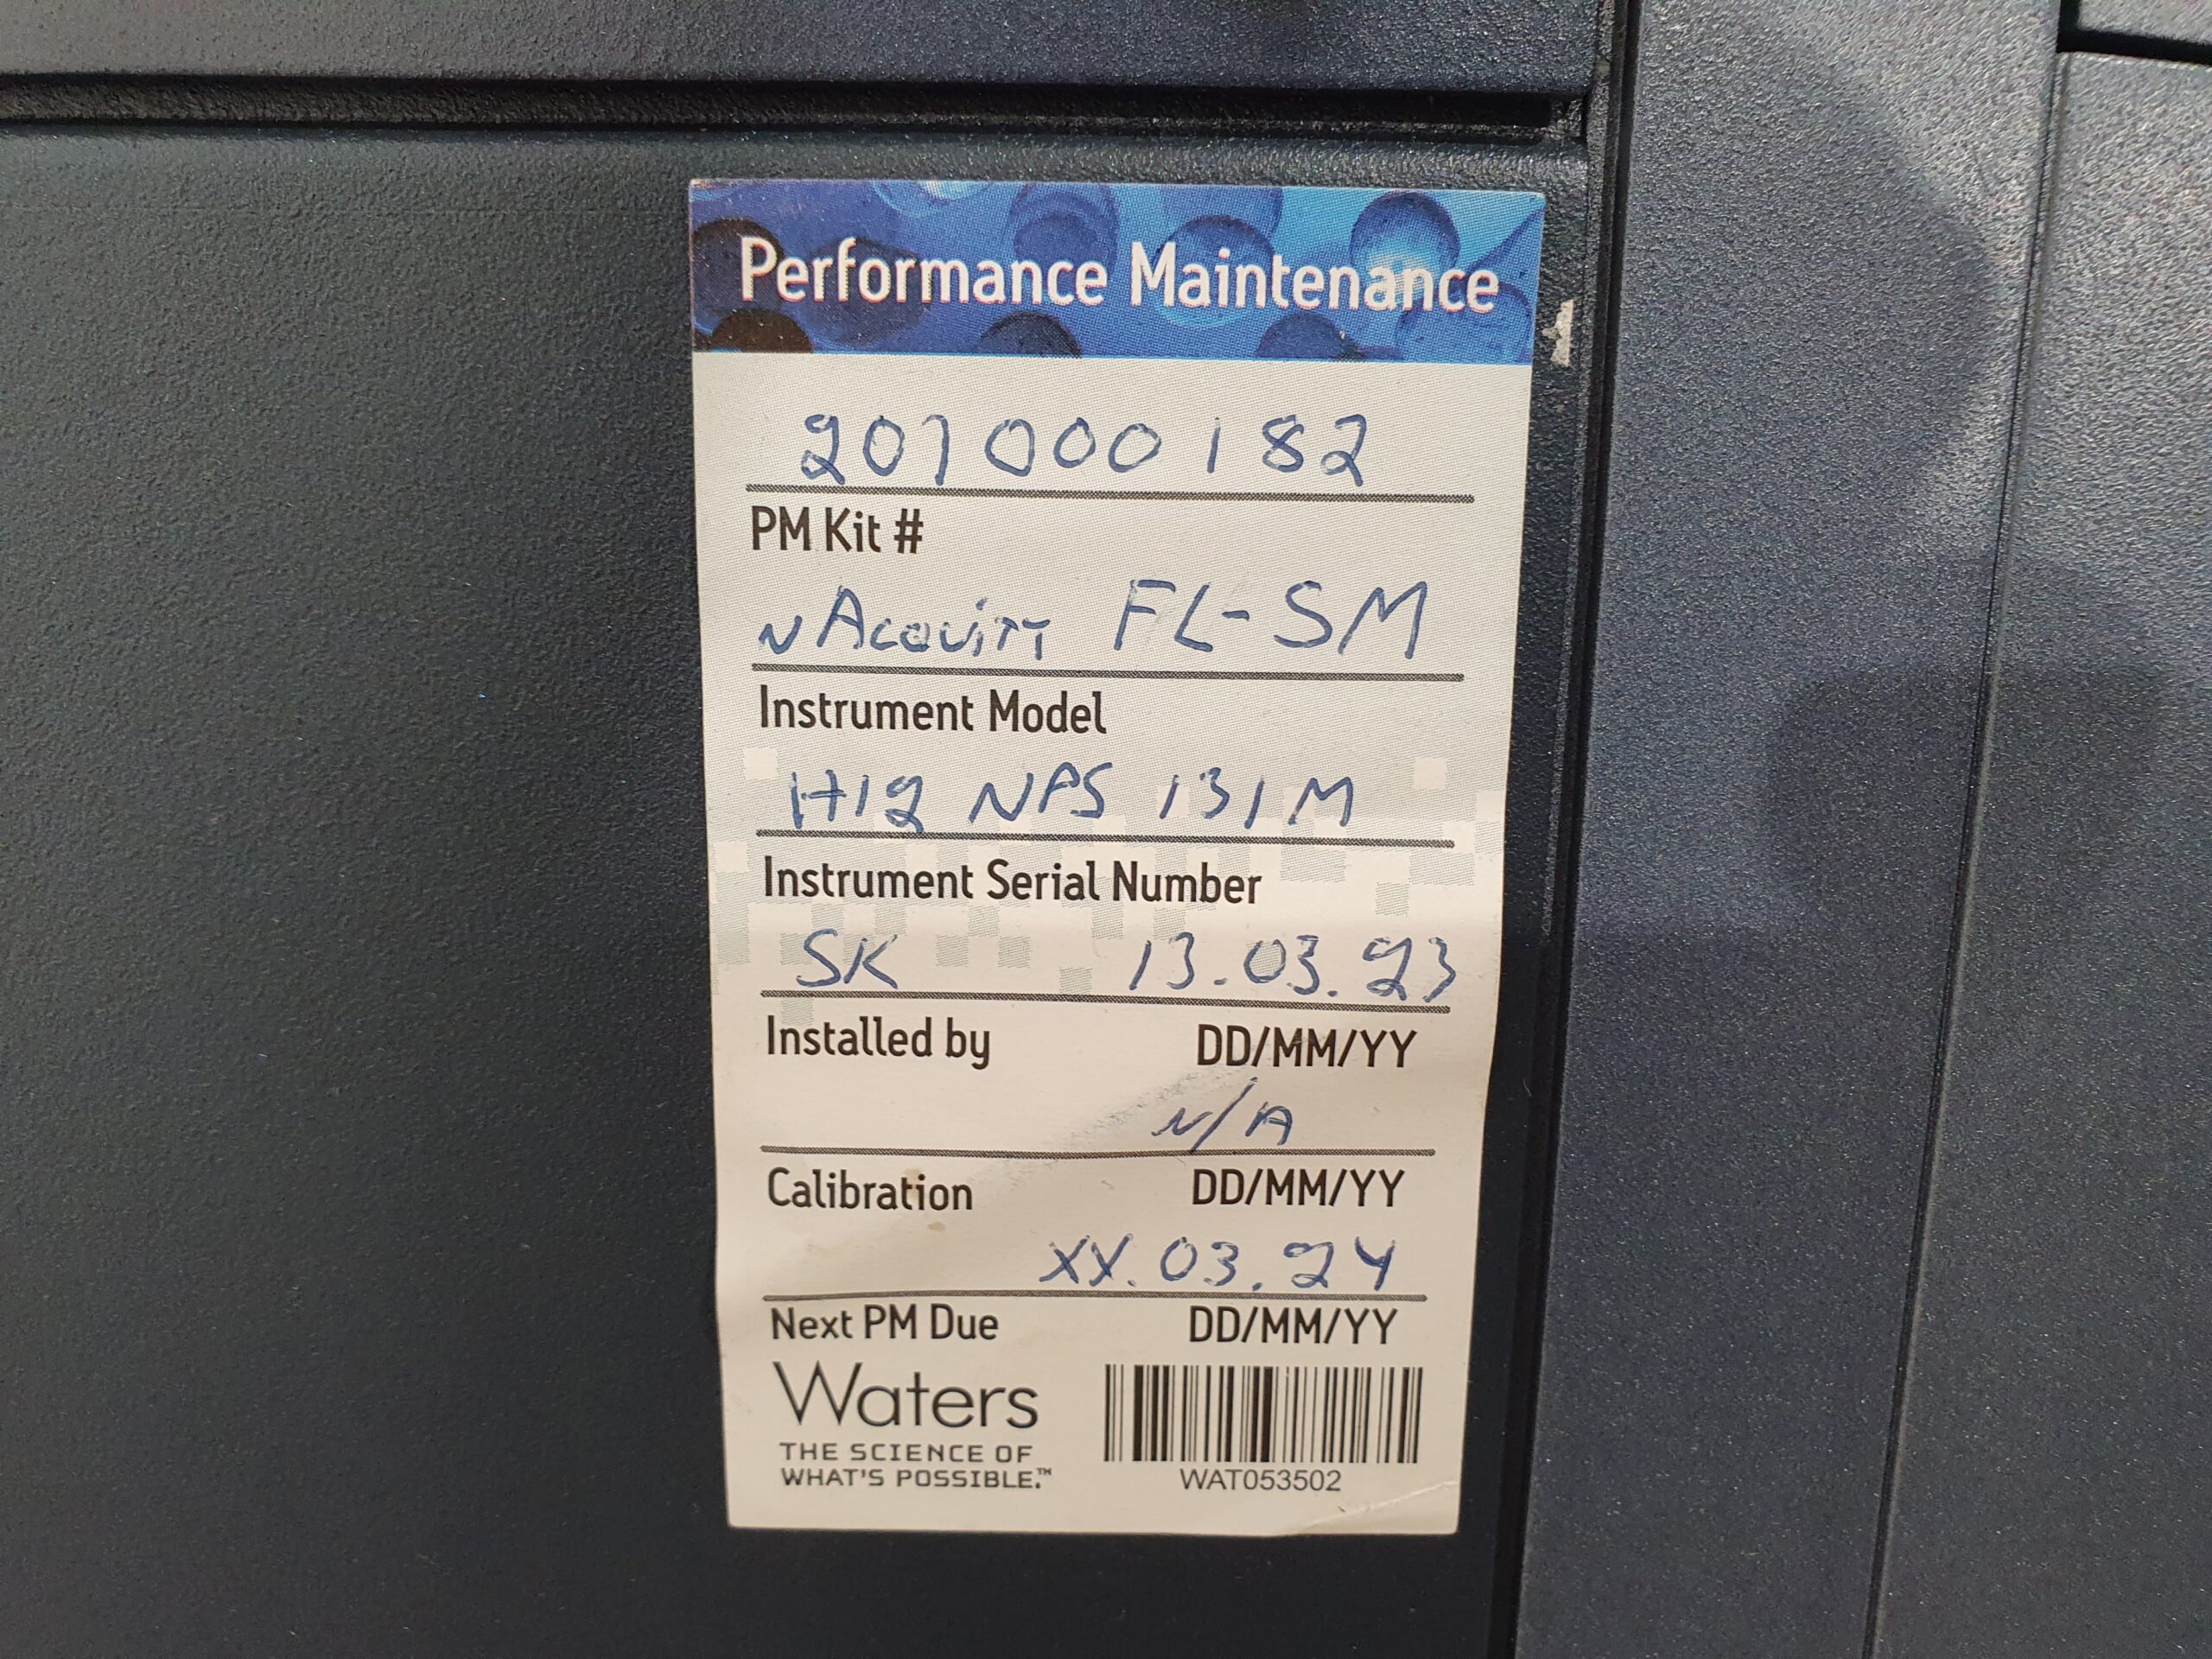 Performance Maintenance
201000182
PM Kit #
nAcquity FL-SM
Instrument Model
H12 NPS 131M
Instrument Serial Number
SK 13.03.23
Installed by DD/MM/YY
N/A
Calibration DD/MM/YY
XX.03.24
Next PM Due DD/MM/YY
Waters
THE SCIENCE OF
WHAT'S POSSIBLE.™
WAT053502